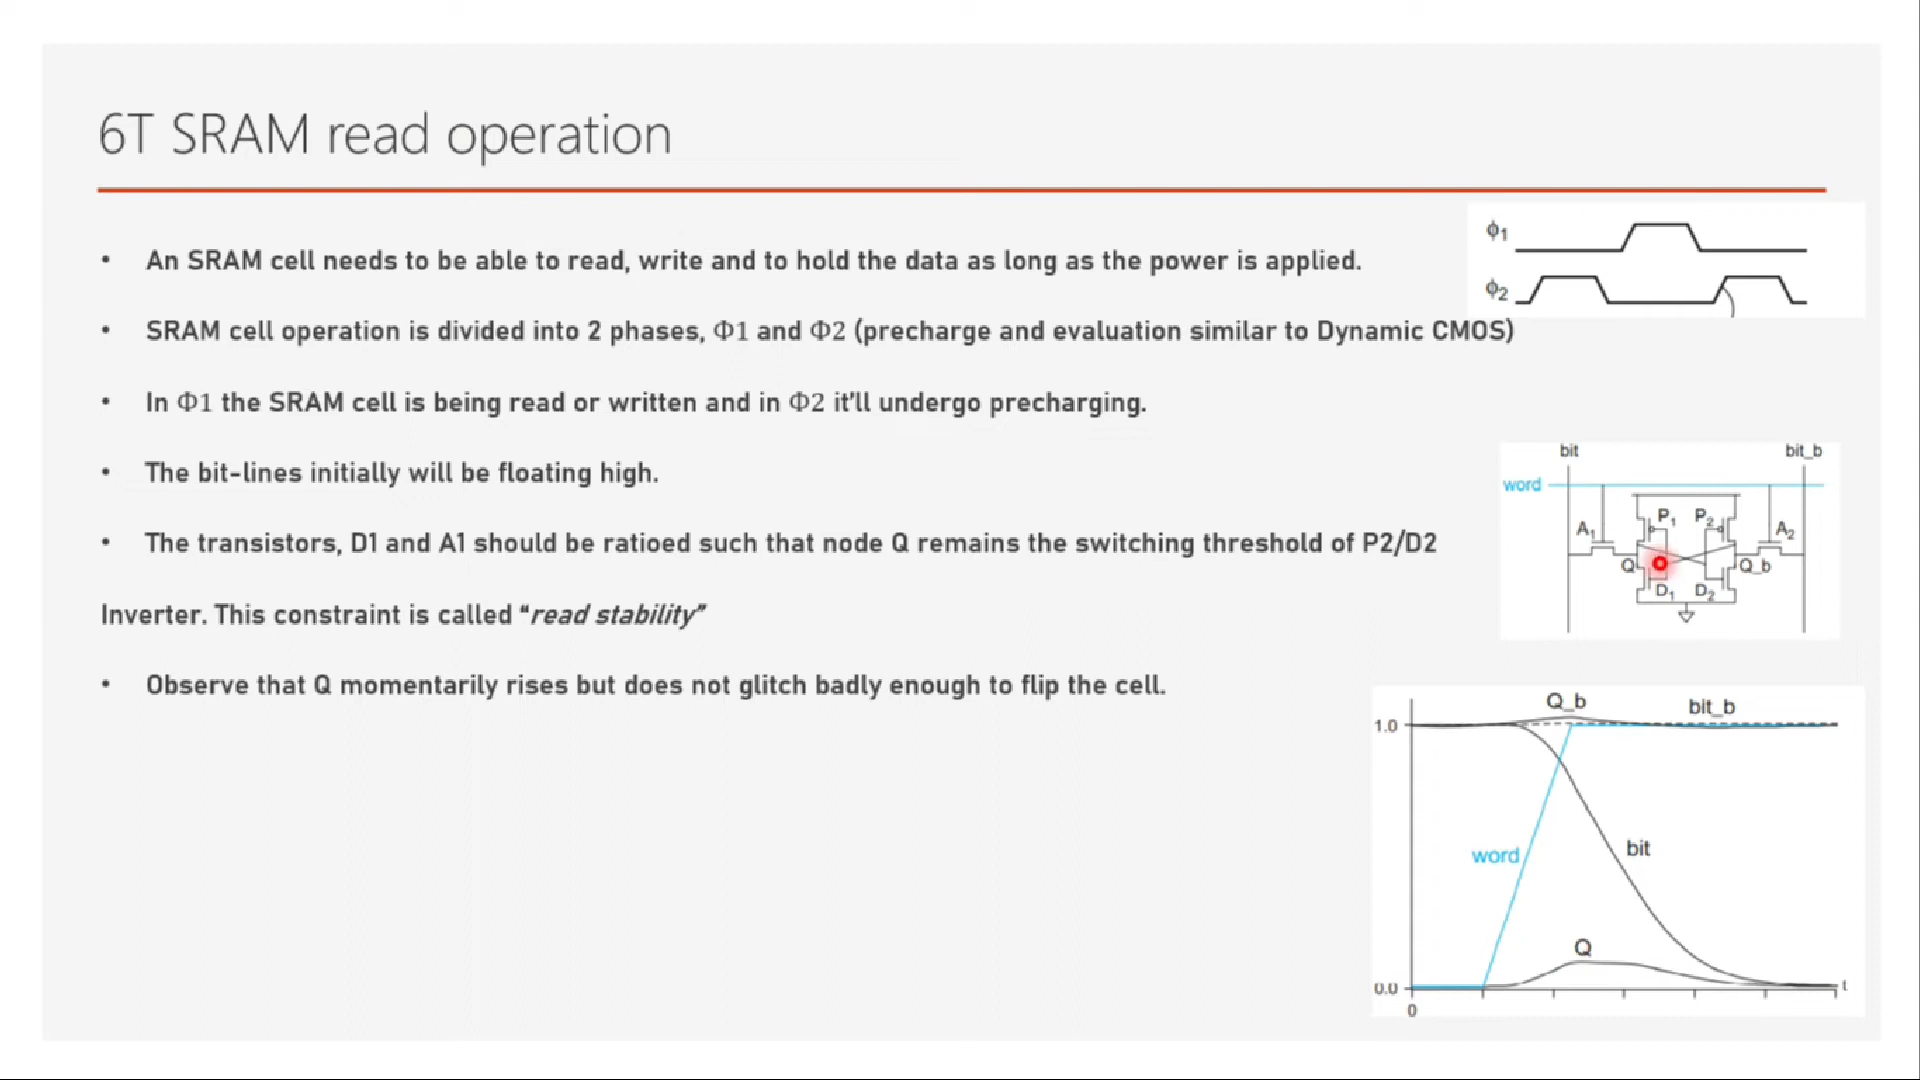 6T SRAM read operation
• An SRAM cell needs to be able to read, write and to hold the data as long as the power is applied.
• SRAM cell operation is divided into 2 phases, Φ1 and Φ2 (precharge and evaluation similar to Dynamic CMOS)
• In Φ1 the SRAM cell is being read or written and in Φ2 it'll undergo precharging.
• The bit-lines initially will be floating high.
• The transistors, D1 and A1 should be ratioed such that node Q remains the switching threshold of P2/D2
Inverter. This constraint is called “read stability”
• Observe that Q momentarily rises but does not glitch badly enough to flip the cell.
ϕ1
ϕ2
bit bit_b
word
P1 P2
A1 A2
Q Q_b
D1 D2
Q_b bit_b
1.0
bit
word
Q
0.0 t
0